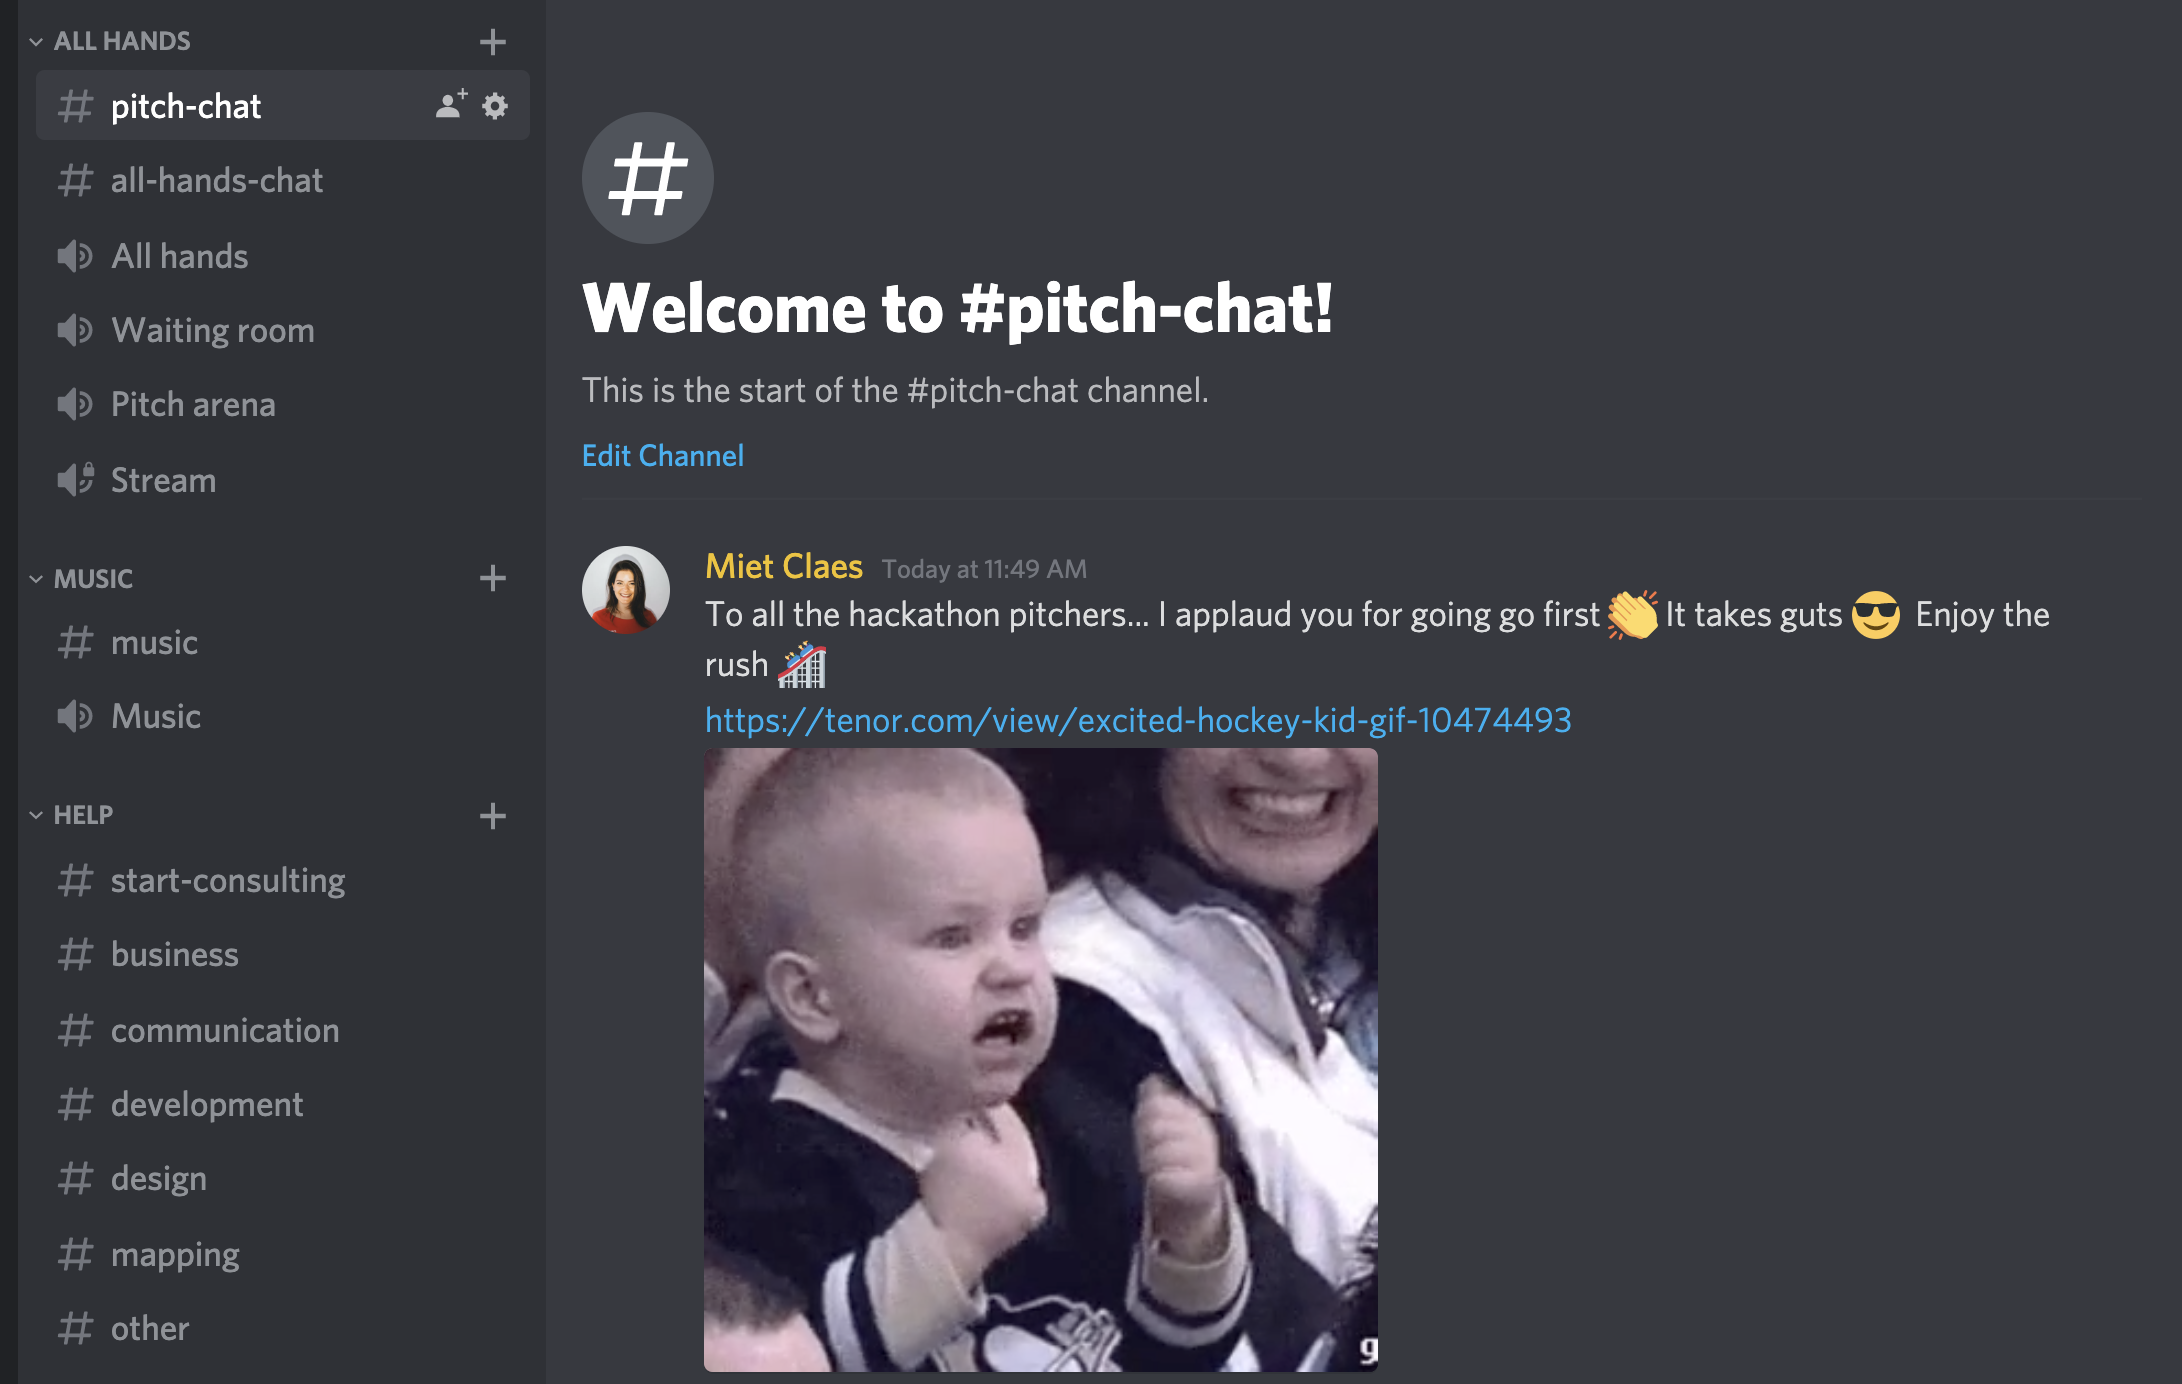 ALL HANDS
pitch-chat
all-hands-chat
All hands
Waiting room
Pitch arena
Stream
MUSIC
music
Music
HELP
start-consulting
business
communication
development
design
mapping
other
#
Welcome to #pitch-chat!
This is the start of the #pitch-chat channel.
Edit Channel
Miet Claes Today at 11:49 AM
To all the hackathon pitchers... I applaud you for going go first 👏 It takes guts 😎 Enjoy the
rush 🎢
https://tenor.com/view/excited-hockey-kid-gif-10474493